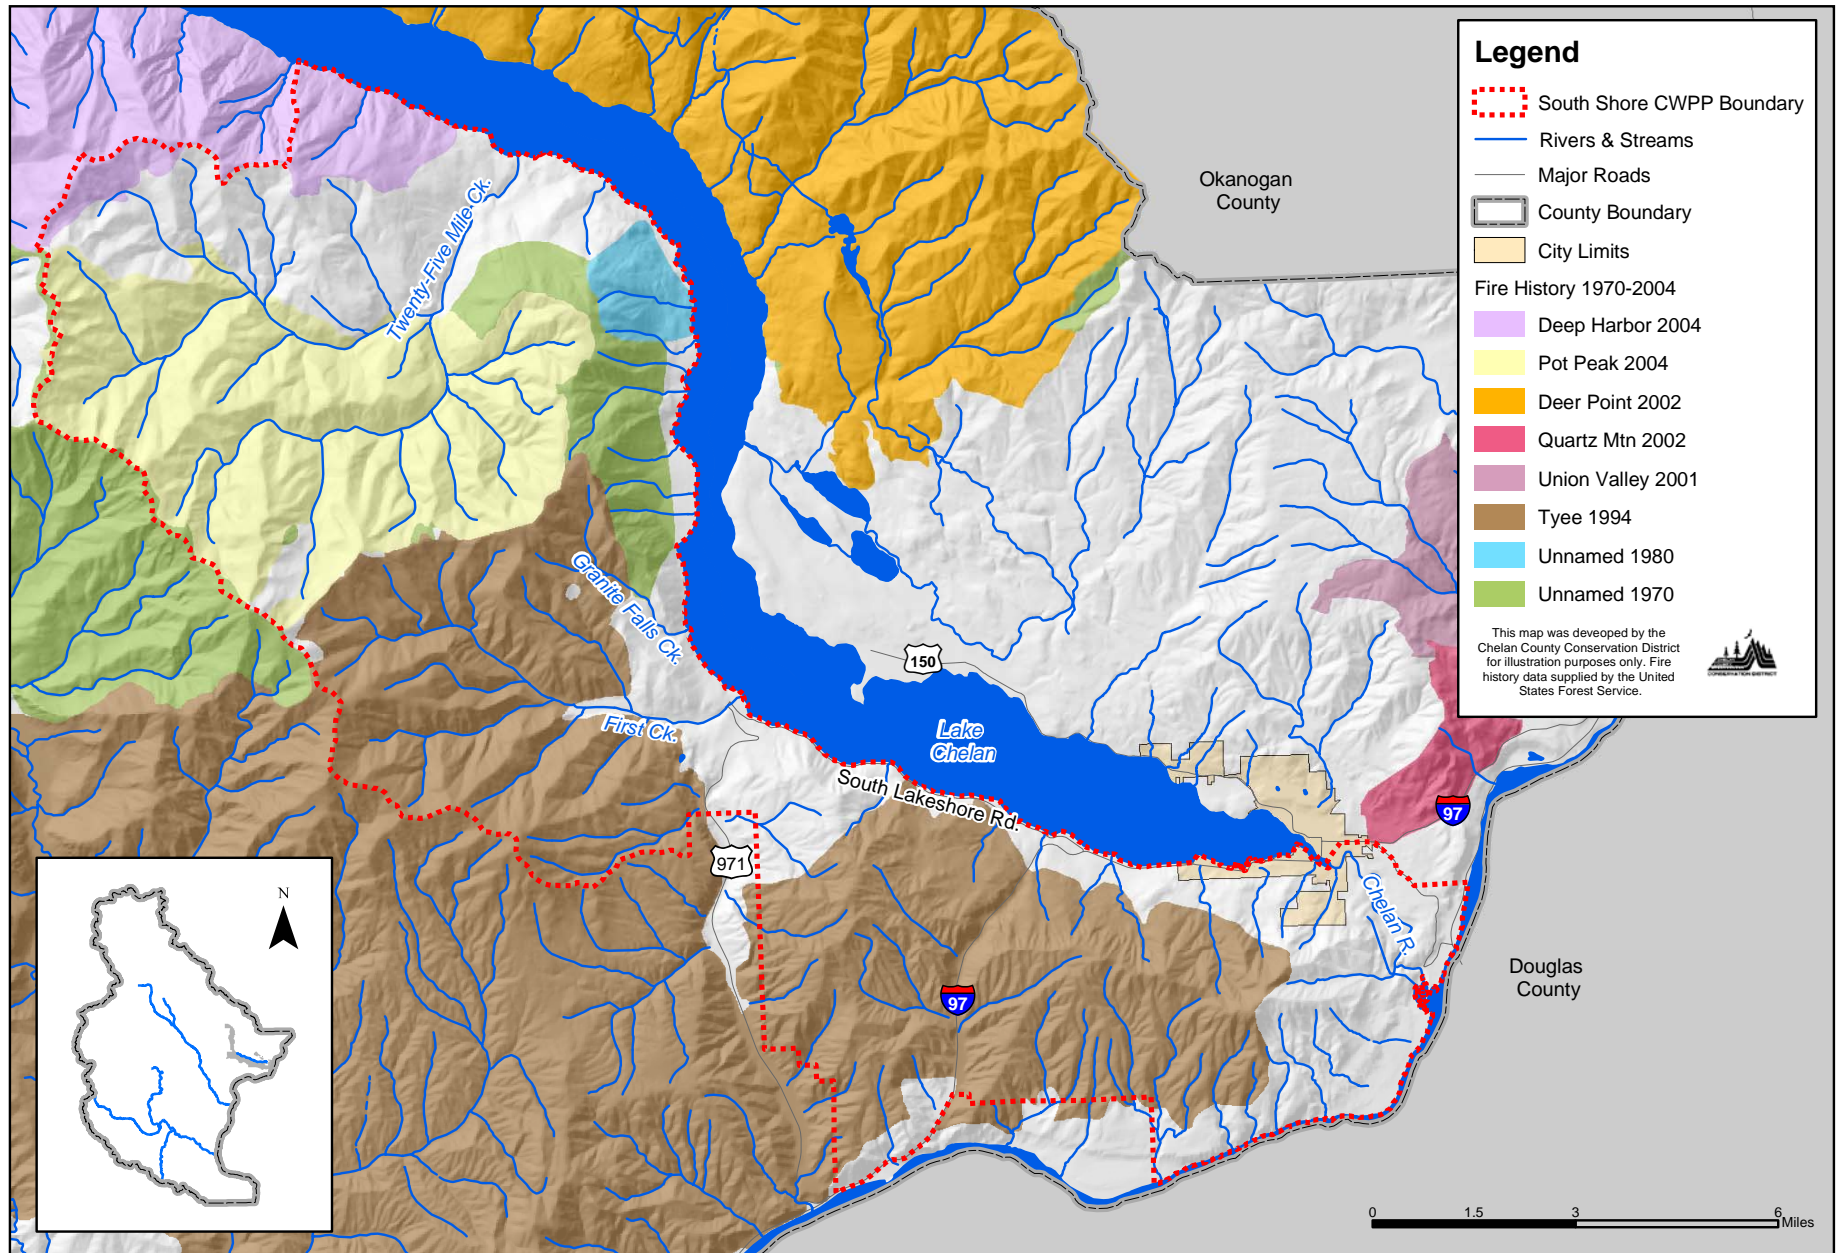 Legend
South Shore CWPP Boundary
Rivers & Streams
Major Roads
County Boundary
City Limits
Fire History 1970-2004
Deep Harbor 2004
Pot Peak 2004
Deer Point 2002
Quartz Mtn 2002
Union Valley 2001
Tyee 1994
Unnamed 1980
Unnamed 1970
This map was deveoped by the
Chelan County Conservation District
for illustration purposes only. Fire
history data supplied by the United
States Forest Service.
CONSERVATION DISTRICT
Okanogan
County
Twenty-Five Mile Ck.
Granite Falls Ck.
First Ck.
150
Lake
Chelan
South Lakeshore Rd.
97
971
Chelan R.
97
Douglas
County
N
0 1.5 3 6
Miles